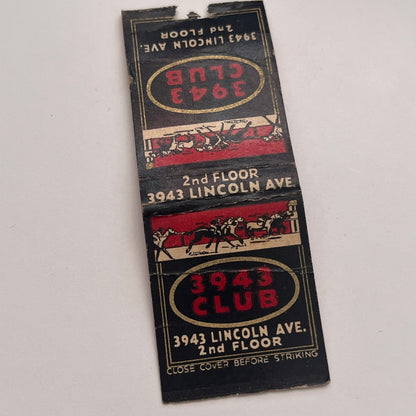 3943 LINCOLN AVE.
2nd FLOOR
3943
CLUB
2nd FLOOR
3943 LINCOLN AVE.
3943
CLUB
3943 LINCOLN AVE.
2nd FLOOR
CLOSE COVER BEFORE STRIKING